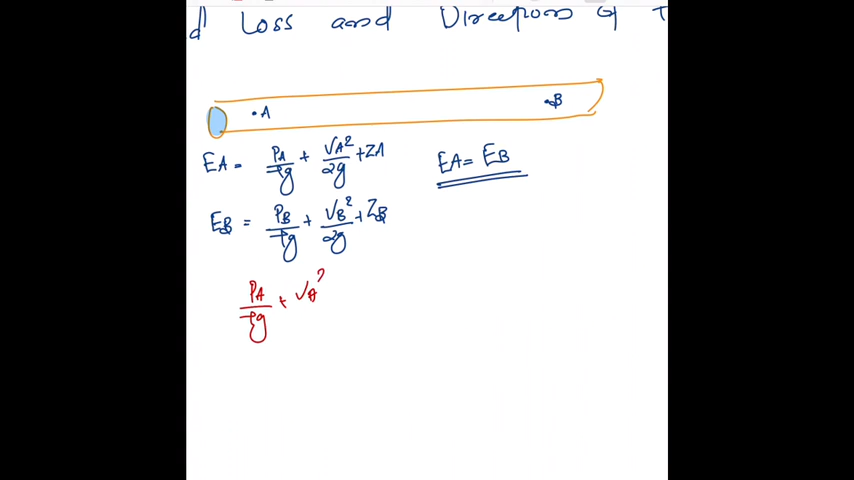 d Loss and Direction of T
.A .B
EA = PA/ρg + VA²/2g + ZA EA = EB
EB = PB/ρg + VB²/2g + ZB
PA/ρg + VA²